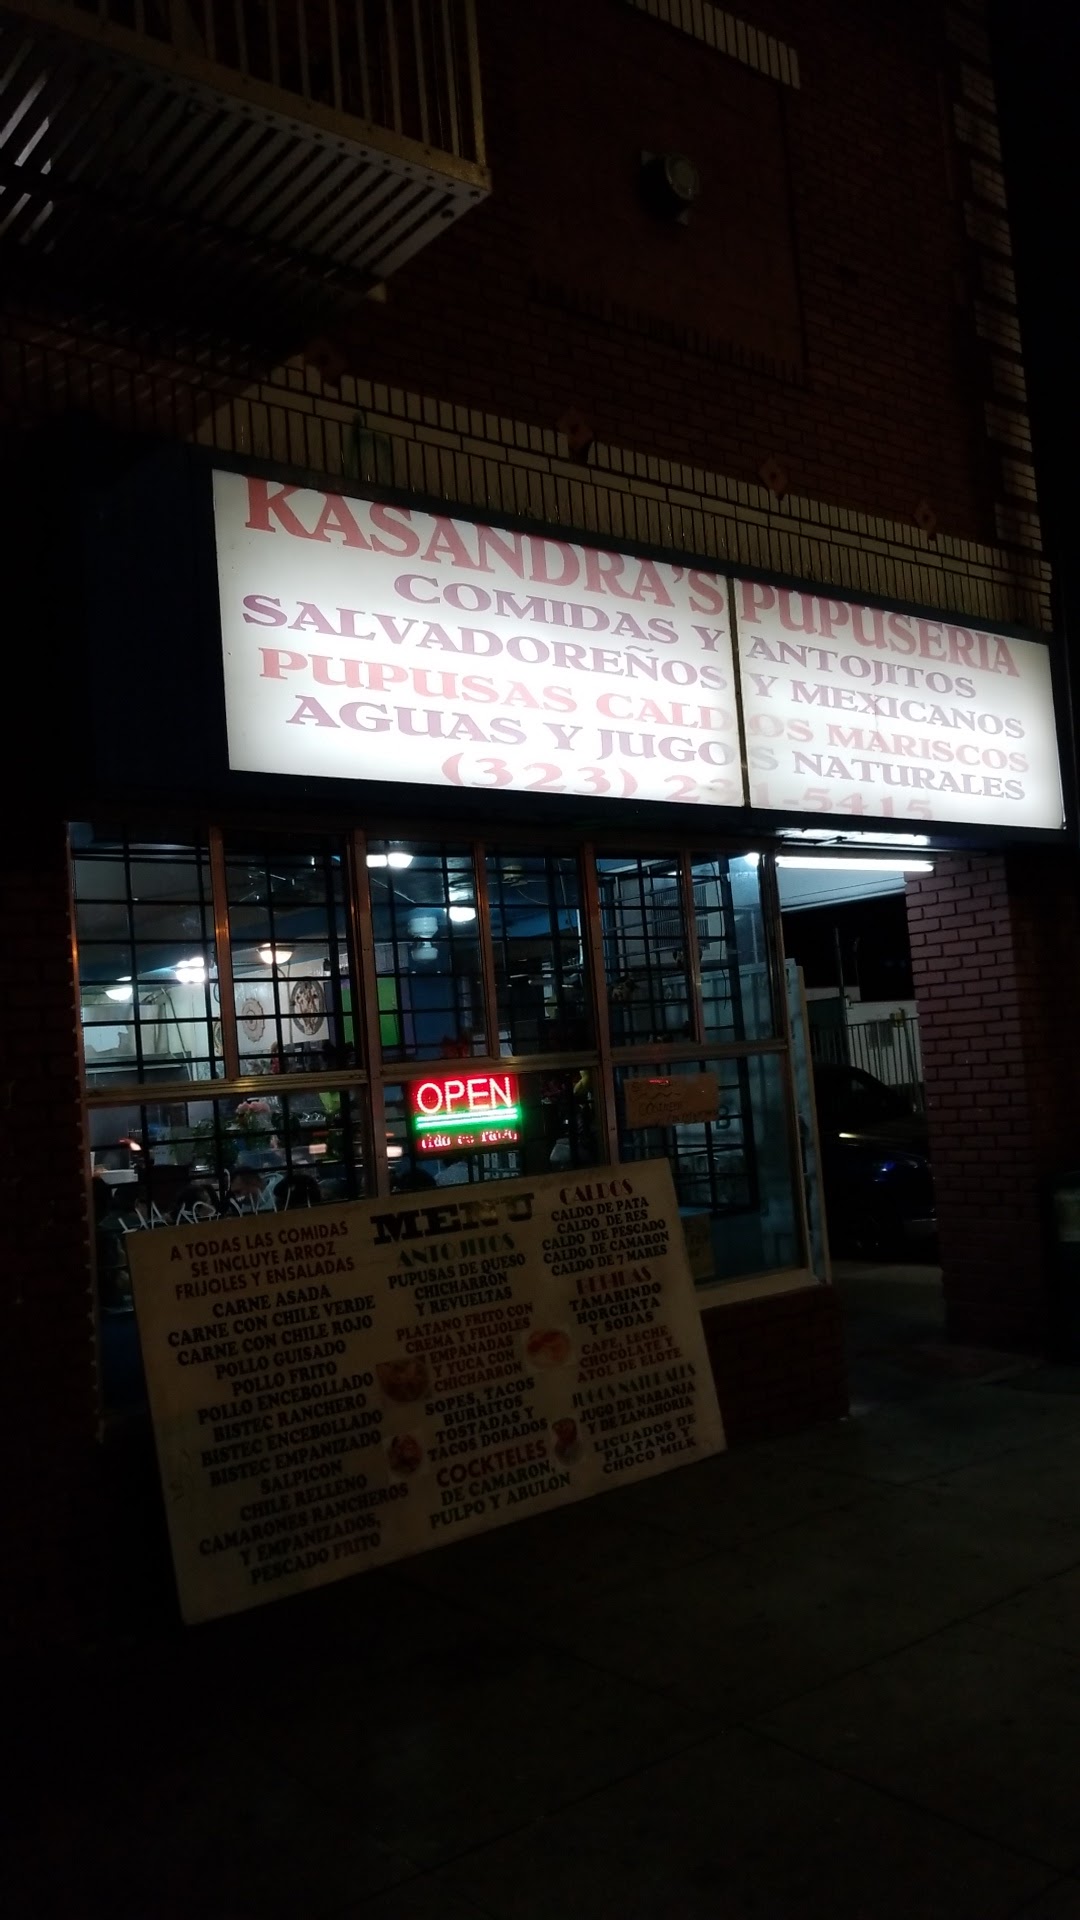 KASANDRA'S PUPUSERIA
COMIDAS Y ANTOJITOS
SALVADOREÑOS Y MEXICANOS
PUPUSAS CALDOS MARISCOS
AGUAS Y JUGOS NATURALES
(323) 231-5415
OPEN
MENU
A TODAS LAS COMIDAS
SE INCLUYE ARROZ
FRIJOLES Y ENSALADAS
CARNE ASADA
CARNE CON CHILE VERDE
CARNE CON CHILE ROJO
POLLO GUISADO
POLLO FRITO
POLLO ENCEBOLLADO
BISTEC RANCHERO
BISTEC ENCEBOLLADO
BISTEC EMPANIZADO
SALPICON
CHILE RELLENO
CAMARONES RANCHEROS
Y EMPANIZADOS,
PESCADO FRITO
ANTOJITOS
PUPUSAS DE QUESO
CHICHARRON
Y REVUELTAS
PLATANO FRITO CON
CREMA Y FRIJOLES
Y EMPANADAS
Y YUCA CON
CHICHARRON
SOPES, TACOS
BURRITOS
TOSTADAS Y
TACOS DORADOS
COCKTELES
DE CAMARON,
PULPO Y ABULON
CALDOS
CALDO DE PATA
CALDO DE RES
CALDO DE PESCADO
CALDO DE CAMARON
CALDO DE 7 MARES
BEBIDAS
TAMARINDO
HORCHATA
Y SODAS
CAFE, LECHE
CHOCOLATE Y
ATOL DE ELOTE
JUGOS NATURALES
JUGO DE NARANJA
Y DE ZANAHORIA
LICUADOS DE
PLATANO Y
CHOCO MILK